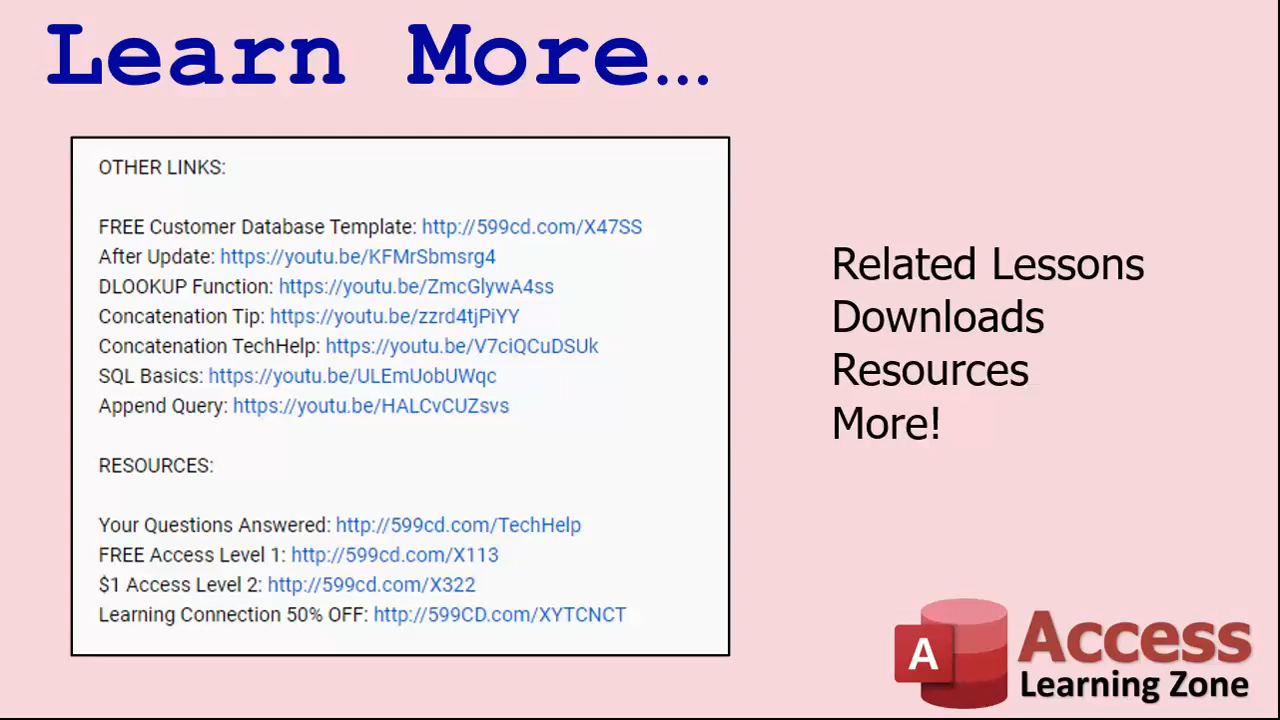 Learn More...
OTHER LINKS:
FREE Customer Database Template: http://599cd.com/X47SS
After Update: https://youtu.be/KFMrSbmsrg4
DLOOKUP Function: https://youtu.be/ZmcGlywA4ss
Concatenation Tip: https://youtu.be/zzrd4tjPiYY
Concatenation TechHelp: https://youtu.be/V7ciQCuDSUk
SQL Basics: https://youtu.be/ULEmUobUWqc
Append Query: https://youtu.be/HALCvCUZsvs
RESOURCES:
Your Questions Answered: http://599cd.com/TechHelp
FREE Access Level 1: http://599cd.com/X113
$1 Access Level 2: http://599cd.com/X322
Learning Connection 50% OFF: http://599CD.com/XYTCNCT
Related Lessons
Downloads
Resources
More!
A
Access
Learning Zone